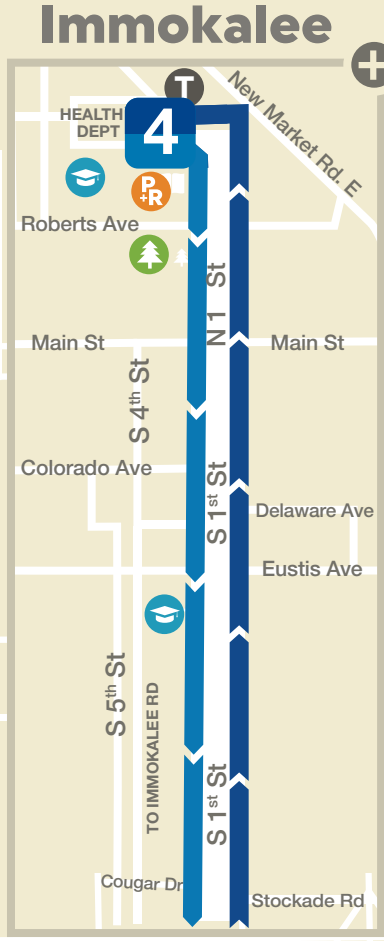 Immokalee
T
New Market Rd. E
HEALTH
DEPT
4
P
+R
Roberts Ave
N 1 St
Main St
Main St
S 4th St
Colorado Ave
S 1st St
Delaware Ave
Eustis Ave
S 5th St
TO IMMOKALEE RD
S 1st St
Cougar Dr
Stockade Rd